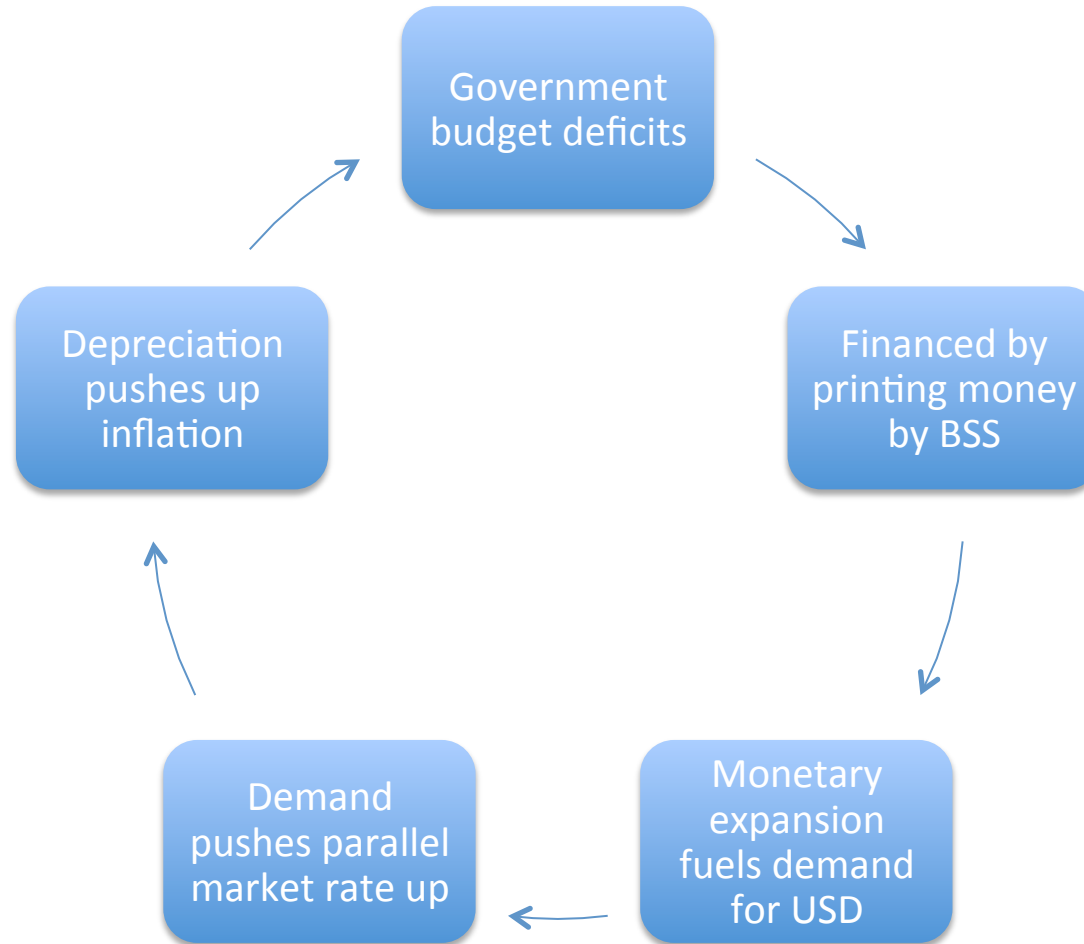 Government
budget deficits
Financed by
printing money
by BSS
Monetary
expansion
fuels demand
for USD
Demand
pushes parallel
market rate up
Depreciation
pushes up
inflation